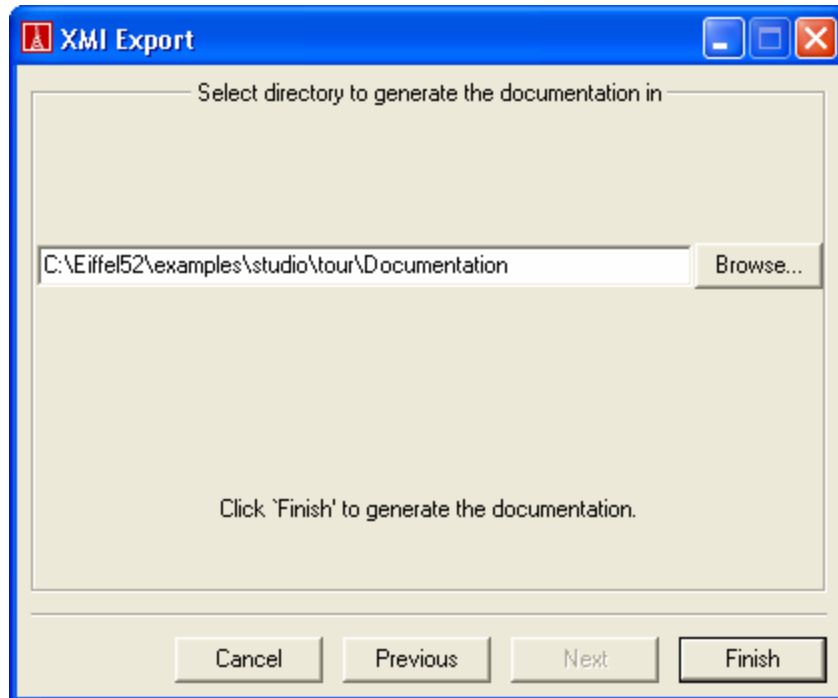 XMI Export
Select directory to generate the documentation in
C:\Eiffel52\examples\studio\tour\Documentation
Browse...
Click `Finish' to generate the documentation.
Cancel
Previous
Next
Finish